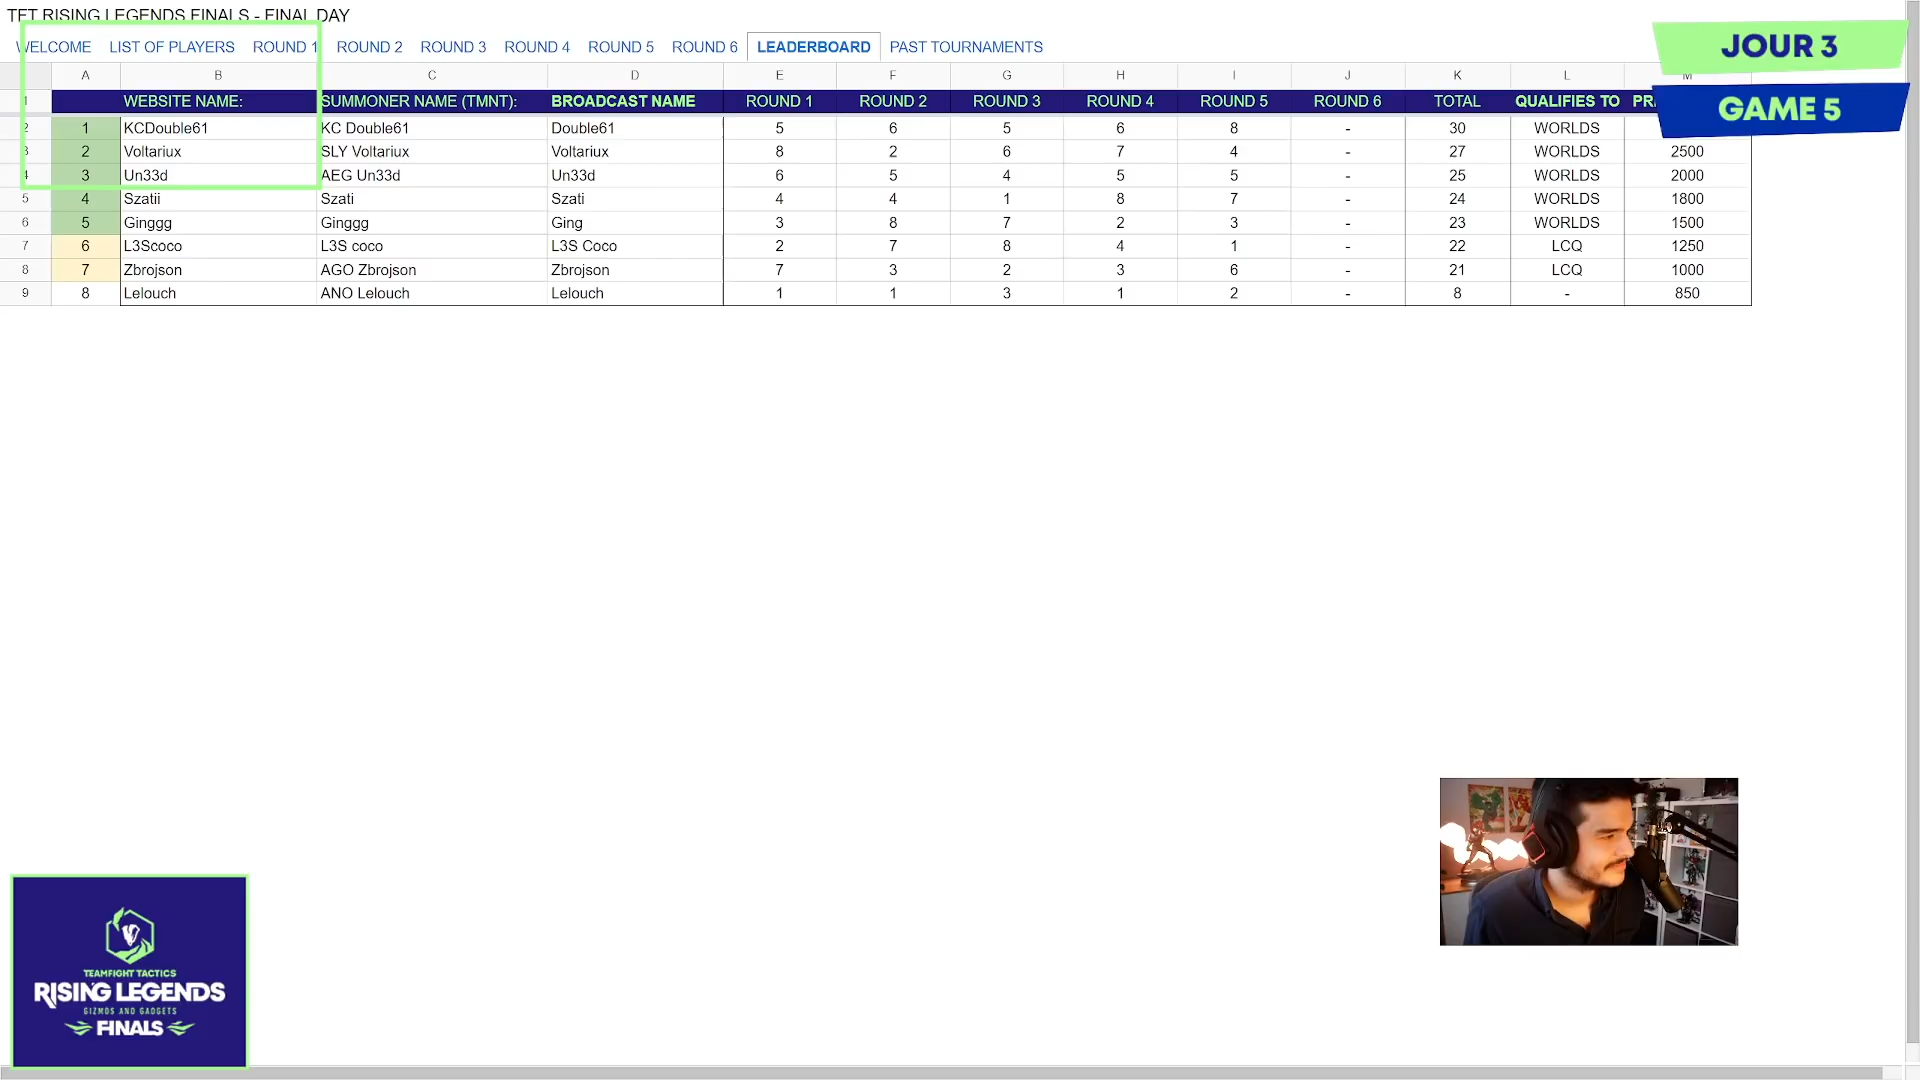 TFT RISING LEGENDS FINALS - FINAL DAY
WELCOME LIST OF PLAYERS ROUND 1 ROUND 2 ROUND 3 ROUND 4 ROUND 5 ROUND 6 LEADERBOARD PAST TOURNAMENTS
JOUR 3
A B C D E F G H I J K L M
1 WEBSITE NAME: SUMMONER NAME (TMNT): BROADCAST NAME ROUND 1 ROUND 2 ROUND 3 ROUND 4 ROUND 5 ROUND 6 TOTAL QUALIFIES TO
GAME 5
2 1 KCDouble61 KC Double61 Double61 5 6 5 6 8 - 30 WORLDS
3 2 Voltariux SLY Voltariux Voltariux 8 2 6 7 4 - 27 WORLDS 2500
4 3 Un33d AEG Un33d Un33d 6 5 4 5 5 - 25 WORLDS 2000
5 4 Szatii Szati Szati 4 4 1 8 7 - 24 WORLDS 1800
6 5 Ginggg Ginggg Ging 3 8 7 2 3 - 23 WORLDS 1500
7 6 L3Scoco L3S coco L3S Coco 2 7 8 4 1 - 22 LCQ 1250
8 7 Zbrojson AGO Zbrojson Zbrojson 7 3 2 3 6 - 21 LCQ 1000
9 8 Lelouch ANO Lelouch Lelouch 1 1 3 1 2 - 8 - 850
TEAMFIGHT TACTICS
RISING LEGENDS
GIZMOS AND GADGETS
FINALS